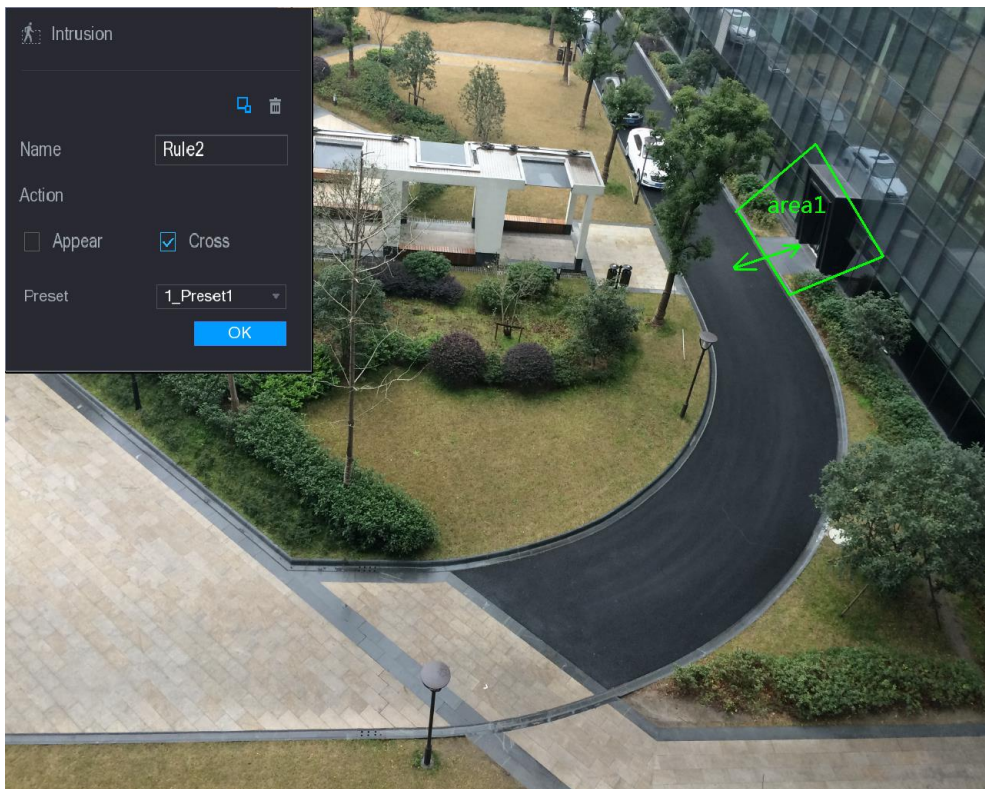 Intrusion
Name
Rule2
Action
Appear
Cross
Preset
1_Preset1
OK
area1